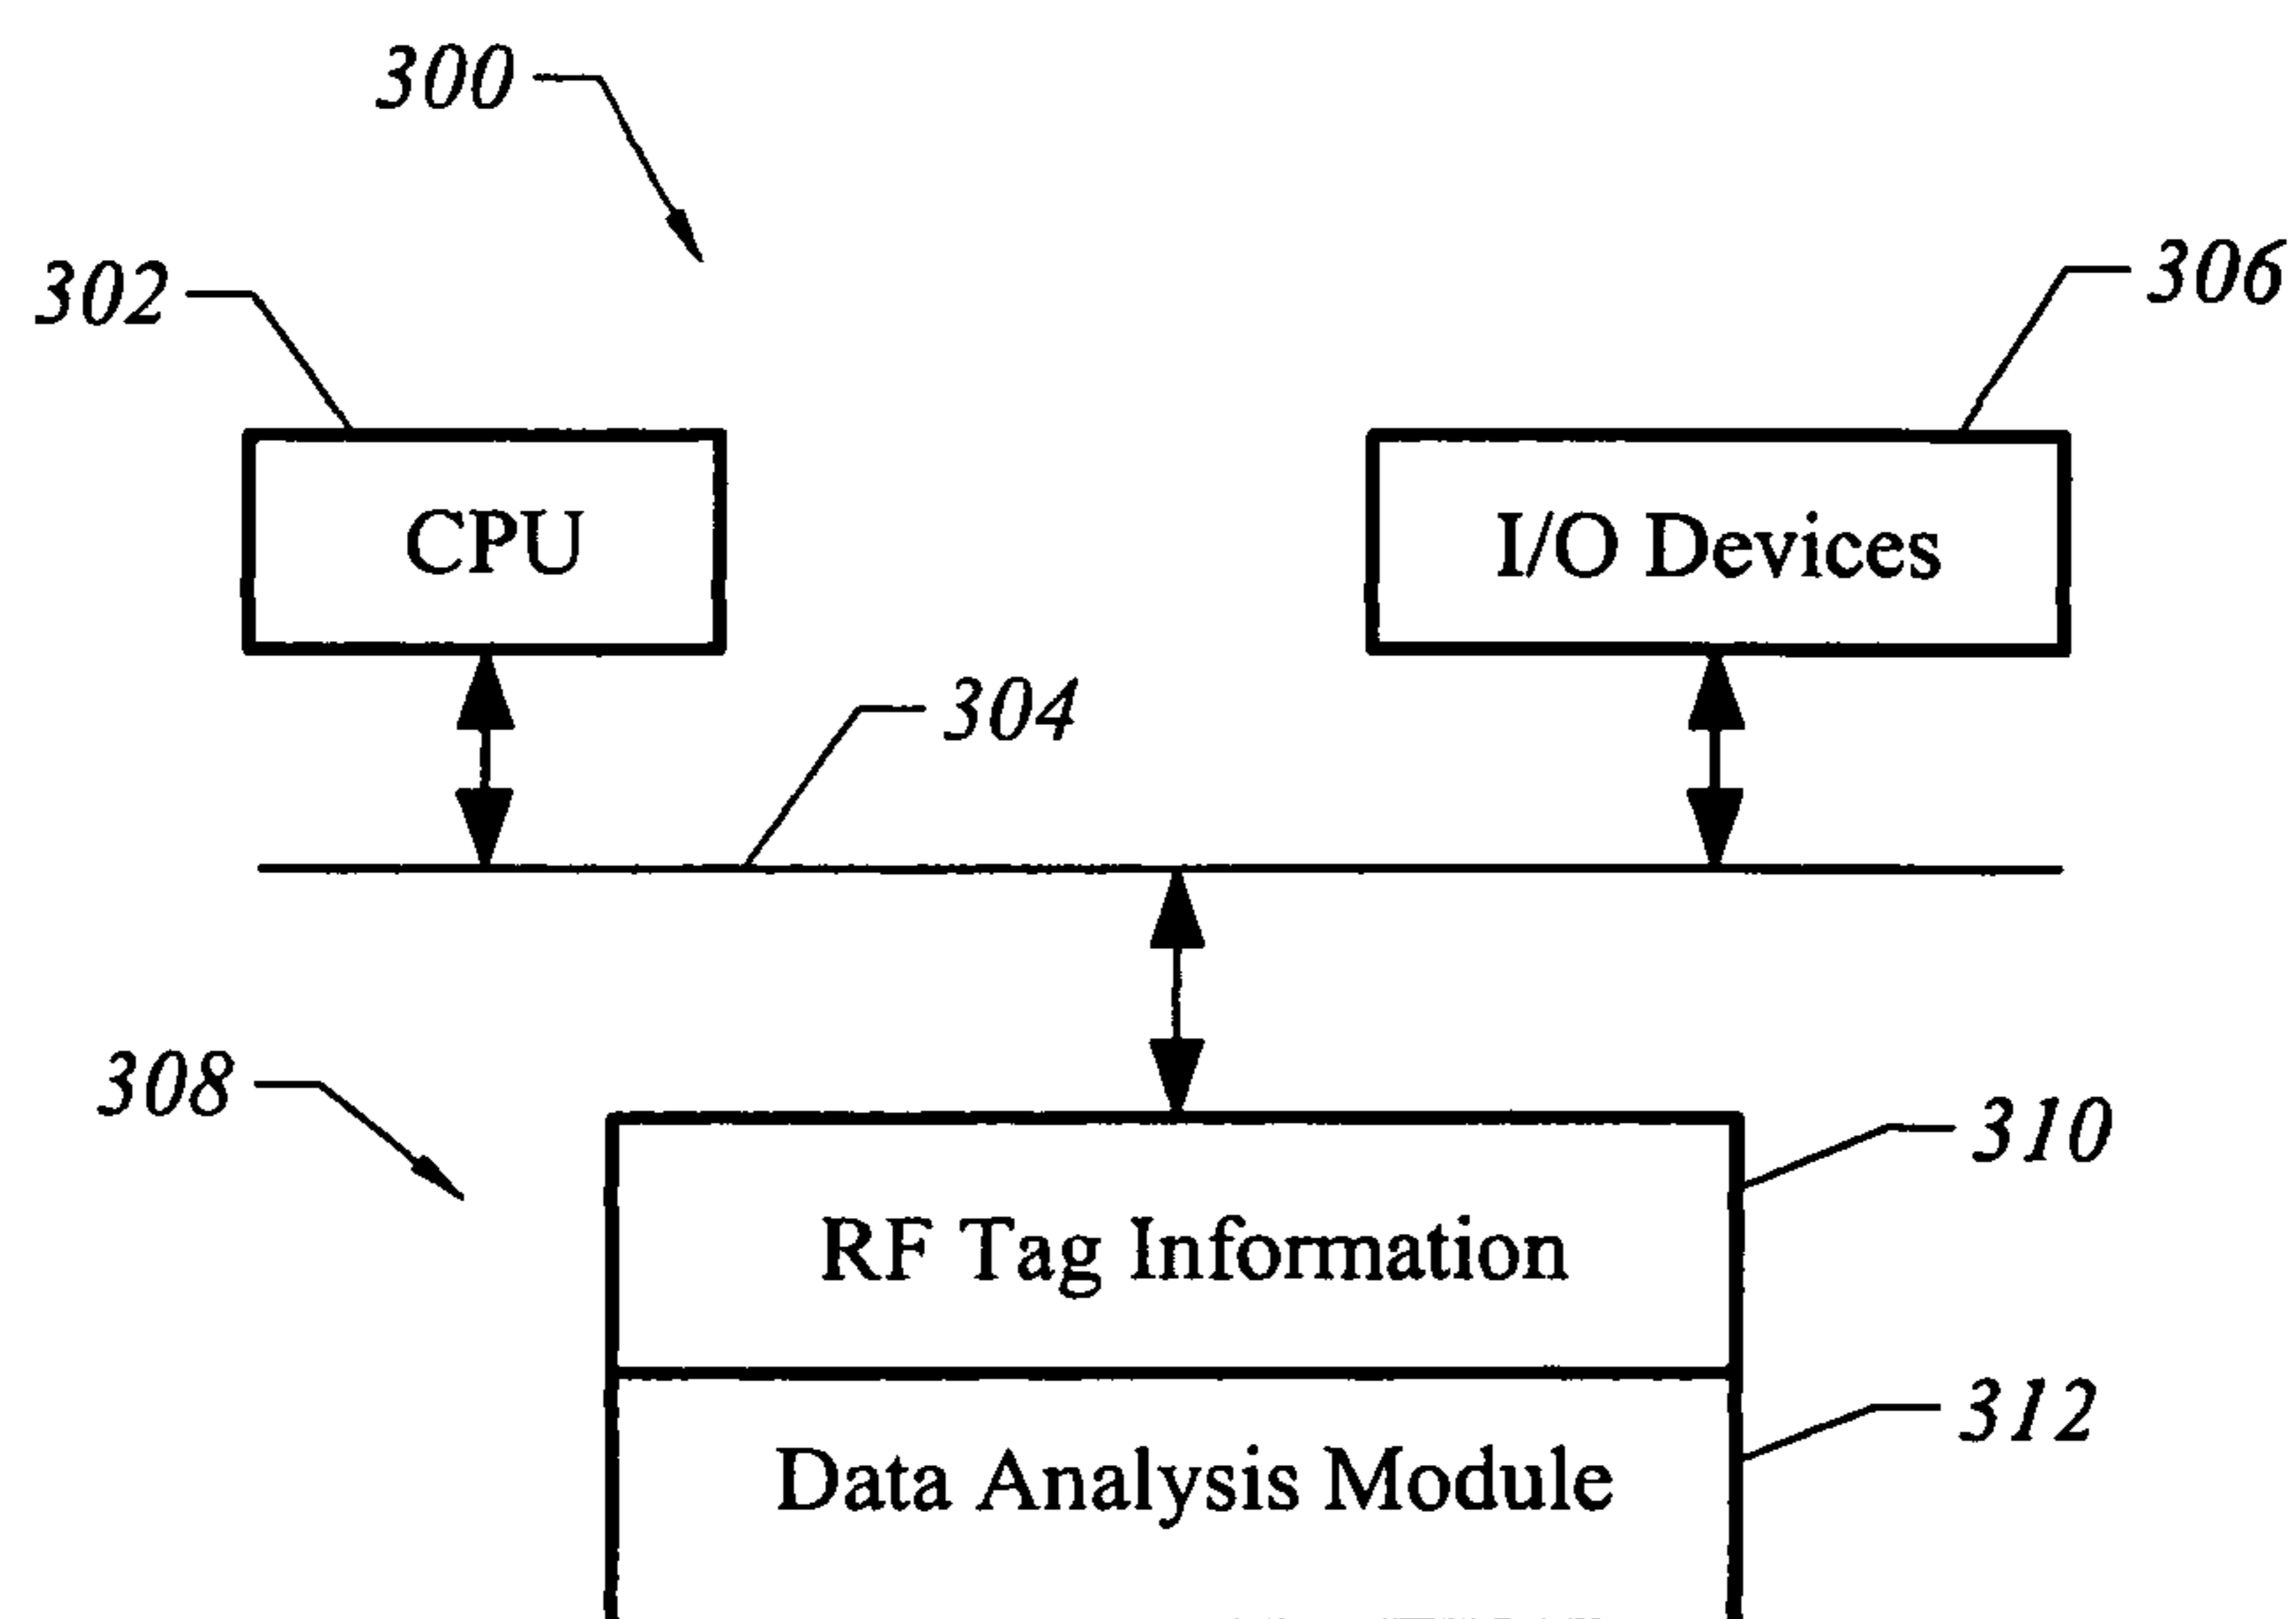 300
302
306
CPU
I/O Devices
304
308
310
RF Tag Information
312
Data Analysis Module